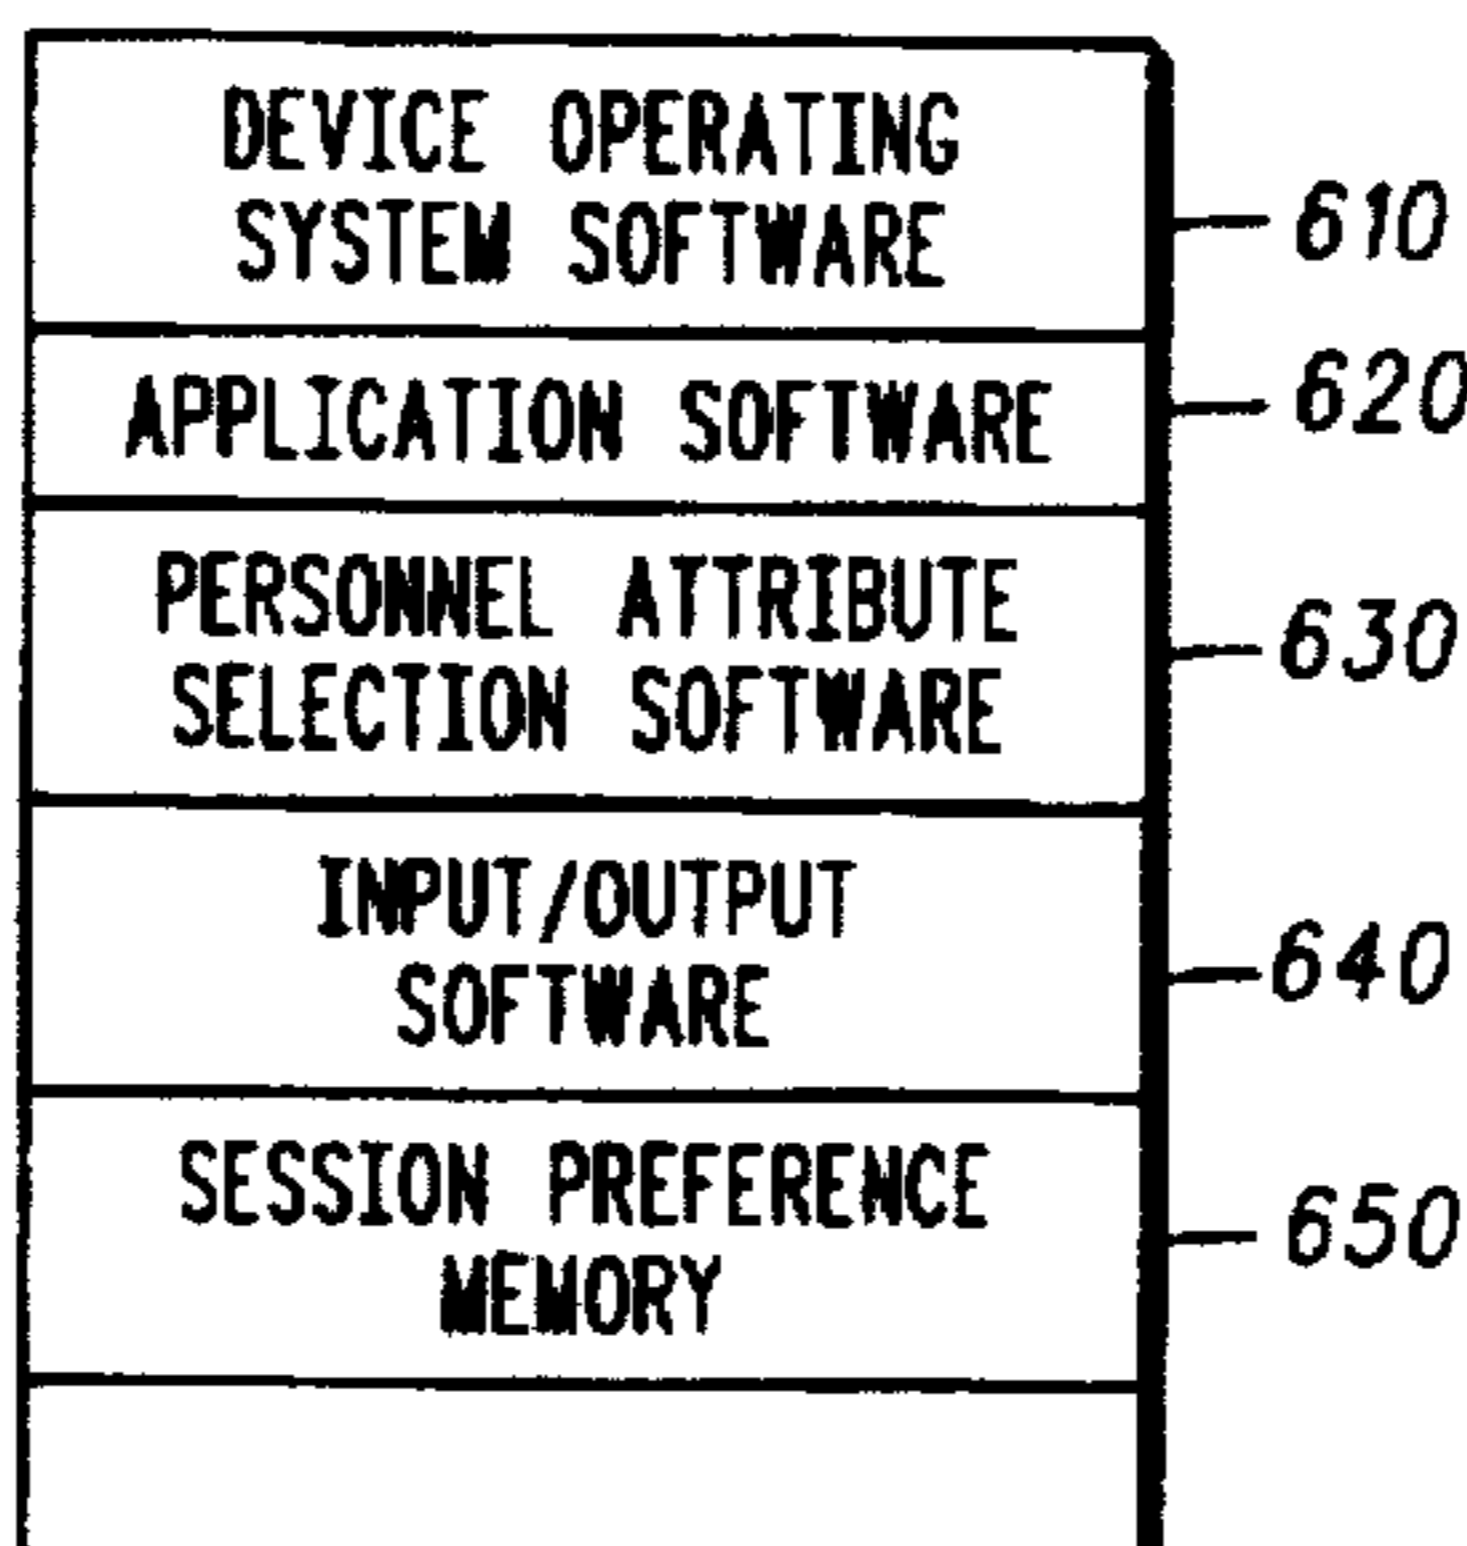 DEVICE OPERATING
SYSTEM SOFTWARE
610
APPLICATION SOFTWARE
620
PERSONNEL ATTRIBUTE
SELECTION SOFTWARE
630
INPUT/OUTPUT
SOFTWARE
640
SESSION PREFERENCE
MEMORY
650